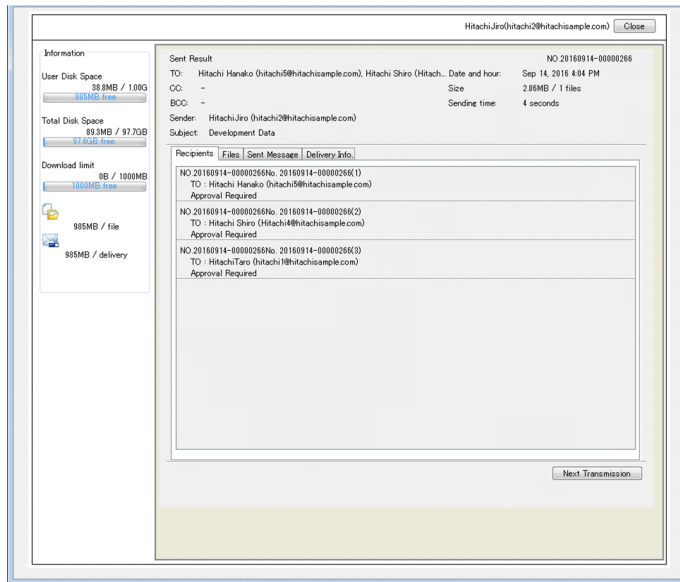 HitachiJiro(hitachi2@hitachisample.com) Close
Information
User Disk Space
38.8MB / 1.00G
985MB free
Total Disk Space
89.3MB / 97.7GB
97.5GB free
Download limit
0B / 1000MB
1000MB free
985MB / file
985MB / delivery
Sent Result NO.20160914-00000266
TO: Hitachi Hanako (hitachi5@hitachisample.com), Hitachi Shiro (Hitach... Date and hour: Sep 14, 2016 4:04 PM
CC: - Size 2.86MB / 1 files
BCC: - Sending time: 4 seconds
Sender: HitachiJiro (hitachi2@hitachisample.com)
Subject: Development Data
Recipients Files Sent Message Delivery Info.
NO.20160914-00000266No. 20160914-00000266(1)
TO : Hitachi Hanako (hitachi5@hitachisample.com)
Approval Required
NO.20160914-00000266No. 20160914-00000266(2)
TO : Hitachi Shiro (Hitachi4@hitachisample.com)
Approval Required
NO.20160914-00000266No. 20160914-00000266(3)
TO : HitachiTaro (hitachi1@hitachisample.com)
Approval Required
Next Transmission